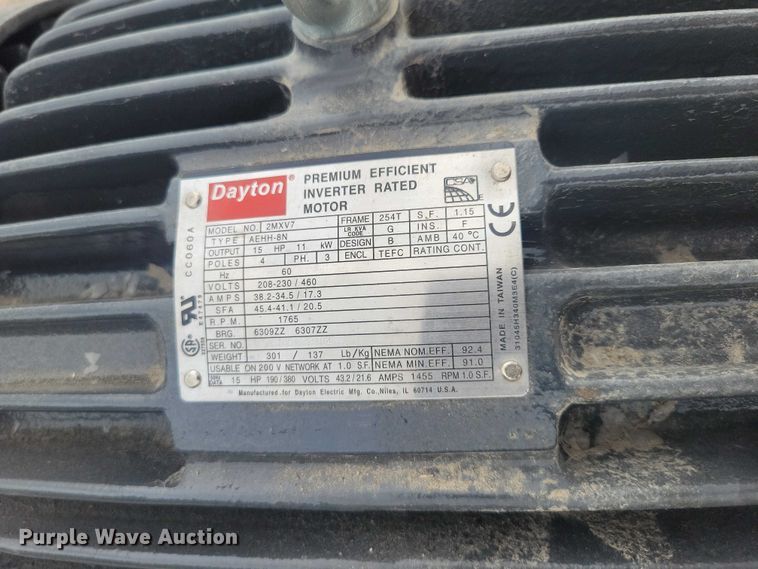 Dayton®
PREMIUM EFFICIENT
INVERTER RATED
MOTOR
MODEL NO. 2MXV7 FRAME 254T S.F. 1.15
TYPE AEHH-8N LR KVA CODE G INS. F
OUTPUT 15 HP 11 kW DESIGN B AMB 40 °C
POLES 4 PH. 3 ENCL TEFC RATING CONT.
Hz 60
VOLTS 208-230 / 460
AMPS 38.2-34.5 / 17.3
SFA 45.4-41.1 / 20.5
R.P.M. 1765
BRG. 6309ZZ 6307ZZ
SER. NO.
WEIGHT 301 / 137 Lb/Kg NEMA NOM. EFF. 92.4
USABLE ON 200 V NETWORK AT 1.0 S.F. NEMA MIN. EFF. 91.0
50Hz DATA 15 HP 190/380 VOLTS 43.2/21.6 AMPS 1455 RPM 1.0 S.F.
Manufactured for Dayton Electric Mfg. Co., Niles, IL 60714 U.S.A.
CC060A
CE
MADE IN TAIWAN
31045H340M3E4(C)
Purple Wave Auction